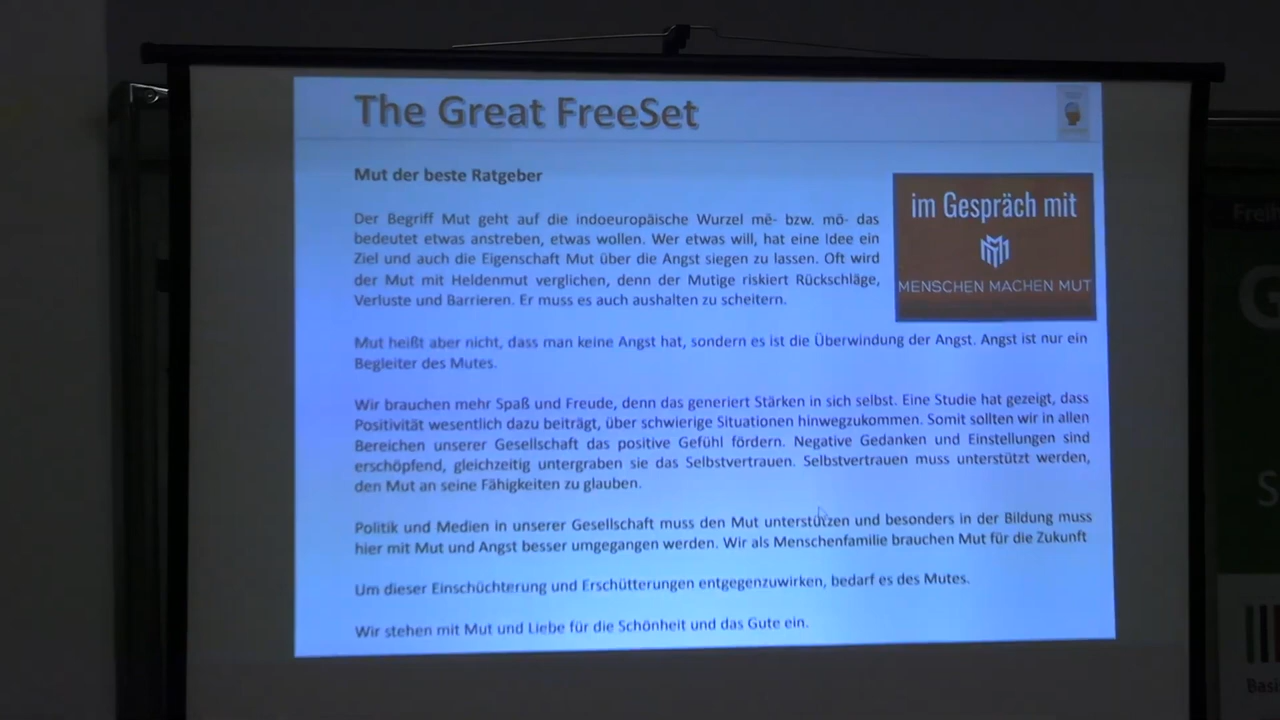 The Great FreeSet
Mut der beste Ratgeber
Der Begriff Mut geht auf die indoeuropäische Wurzel mē- bzw. mō- das
bedeutet etwas anstreben, etwas wollen. Wer etwas will, hat eine Idee ein
Ziel und auch die Eigenschaft Mut über die Angst siegen zu lassen. Oft wird
der Mut mit Heldenmut verglichen, denn der Mutige riskiert Rückschläge,
Verluste und Barrieren. Er muss es auch aushalten zu scheitern.
im Gespräch mit
MENSCHEN MACHEN MUT
Mut heißt aber nicht, dass man keine Angst hat, sondern es ist die Überwindung der Angst. Angst ist nur ein
Begleiter des Mutes.
Wir brauchen mehr Spaß und Freude, denn das generiert Stärken in sich selbst. Eine Studie hat gezeigt, dass
Positivität wesentlich dazu beiträgt, über schwierige Situationen hinwegzukommen. Somit sollten wir in allen
Bereichen unserer Gesellschaft das positive Gefühl fördern. Negative Gedanken und Einstellungen sind
erschöpfend, gleichzeitig untergraben sie das Selbstvertrauen. Selbstvertrauen muss unterstützt werden,
den Mut an seine Fähigkeiten zu glauben.
Politik und Medien in unserer Gesellschaft muss den Mut unterstützen und besonders in der Bildung muss
hier mit Mut und Angst besser umgegangen werden. Wir als Menschenfamilie brauchen Mut für die Zukunft
Um dieser Einschüchterung und Erschütterungen entgegenzuwirken, bedarf es des Mutes.
Wir stehen mit Mut und Liebe für die Schönheit und das Gute ein.